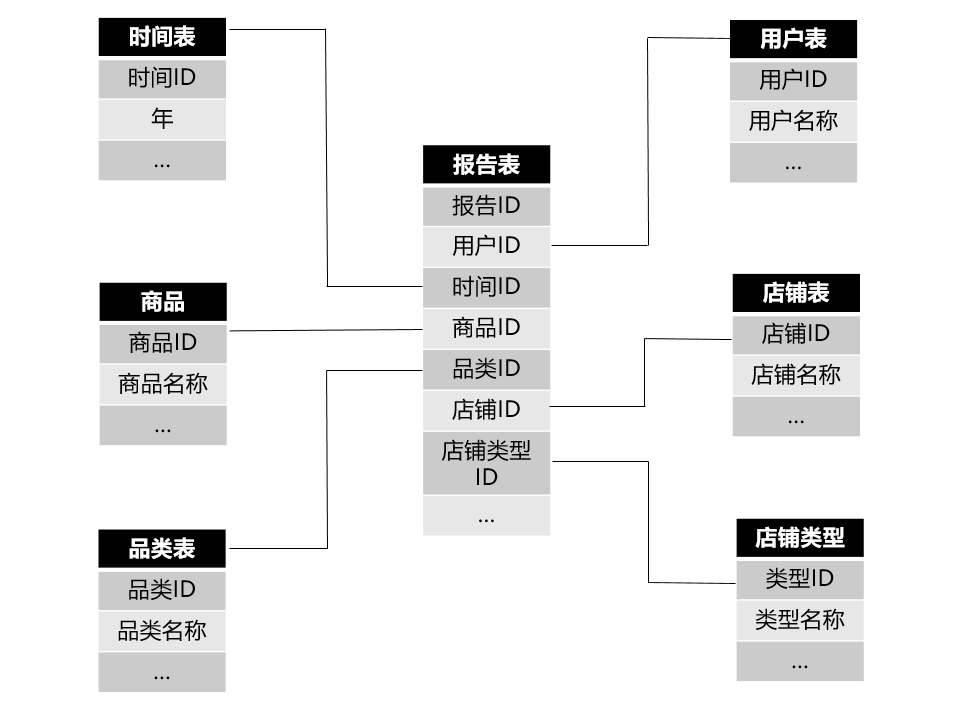 时间表
时间ID
年
...
商品
商品ID
商品名称
...
品类表
品类ID
品类名称
...
报告表
报告ID
用户ID
时间ID
商品ID
品类ID
店铺ID
店铺类型
ID
...
用户表
用户ID
用户名称
...
店铺表
店铺ID
店铺名称
...
店铺类型
类型ID
类型名称
...